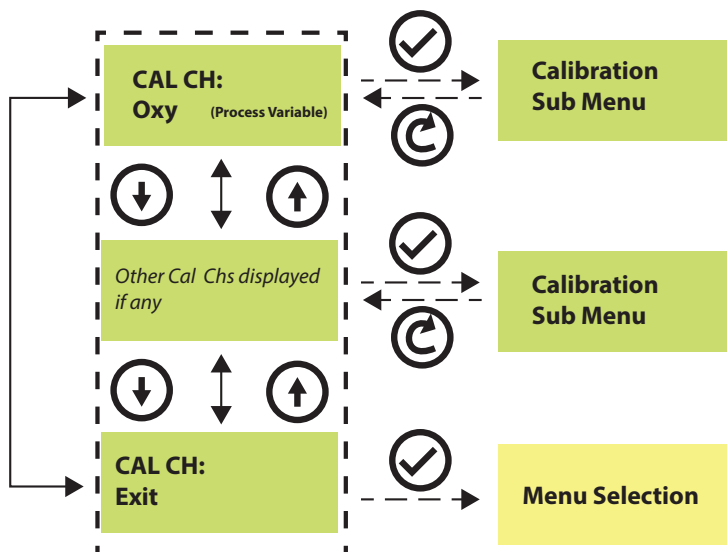 CAL CH:
Oxy (Process Variable)
Calibration
Sub Menu
Other Cal Chs displayed
if any
Calibration
Sub Menu
CAL CH:
Exit
Menu Selection